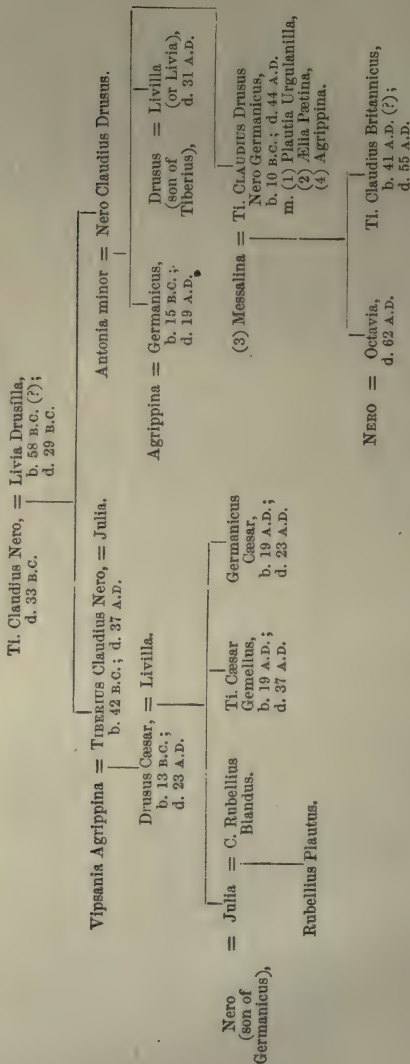 Ti. Claudius Nero, = Livia Drusilla,
d. 33 B.C.
b. 58 B.C. (?);
d. 29 B.C.
Vipsania Agrippina = TIBERIUS Claudius Nero, = Julia.
b. 42 B.C.; d. 37 A.D.
Antonia minor = Nero Claudius Drusus.
Drusus Cæsar, = Livilla.
b. 13 B.C.;
d. 23 A.D.
Agrippina = Germanicus,
b. 15 B.C.;
d. 19 A.D.
Drusus = Livilla
(son of
Tiberius),
(or Livia),
d. 31 A.D.
Nero
(son of
Germanicus),
= Julia = C. Rubellius
Blandus.
Ti. Cæsar
Gemellus,
b. 19 A.D.;
d. 37 A.D.
Germanicus
Cæsar,
b. 19 A.D.;
d. 23 A.D.
(3) Messalina = Ti. CLAUDIUS Drusus
Nero Germanicus,
b. 10 B.C.; d. 44 A.D.
m. (1) Plautia Urgulanilla,
(2) Ælia Pætina,
(4) Agrippina.
Rubellius Plautus.
NERO = Octavia,
d. 62 A.D.
Ti. Claudius Britannicus,
b. 41 A.D. (?);
d. 55 A.D.